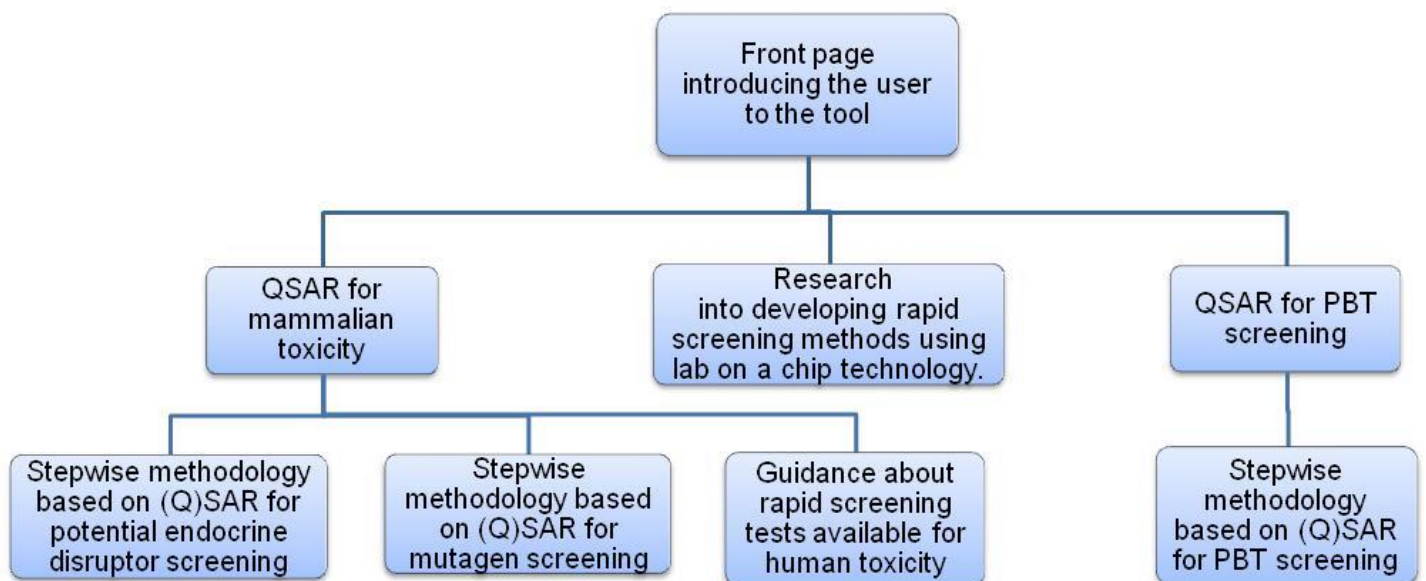 Front page
introducing the user
to the tool
QSAR for
mammalian
toxicity
Research
into developing rapid
screening methods using
lab on a chip technology.
QSAR for PBT
screening
Stepwise methodology
based on (Q)SAR for
potential endocrine
disruptor screening
Stepwise
methodology based
on (Q)SAR for
mutagen screening
Guidance about
rapid screening
tests available for
human toxicity
Stepwise
methodology
based on (Q)SAR
for PBT screening